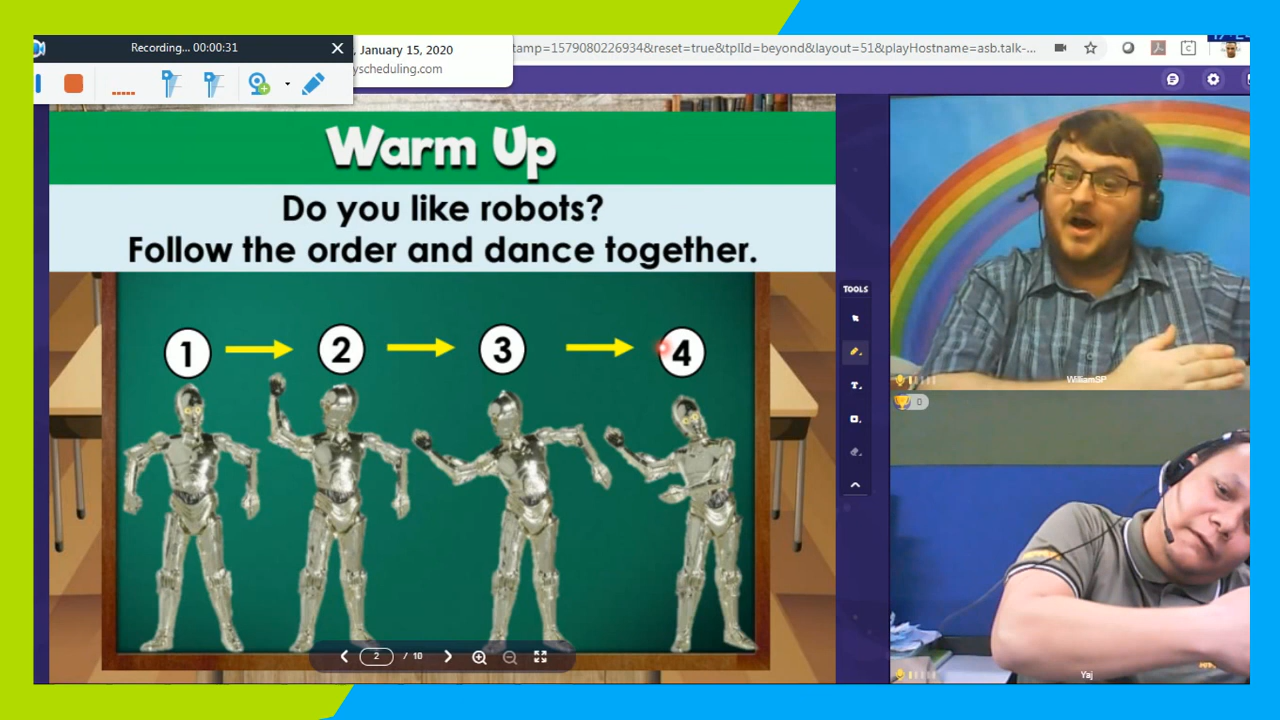 Recording... 00:00:31
, January 15, 2020
yscheduling.com
tamp=1579080226934&reset=true&tplId=beyond&layout=51&playHostname=asb.talk-...
Warm Up
Do you like robots?
Follow the order and dance together.
1
2
3
4
TOOLS
T
WilliamSP
0
Yaj
2 / 10